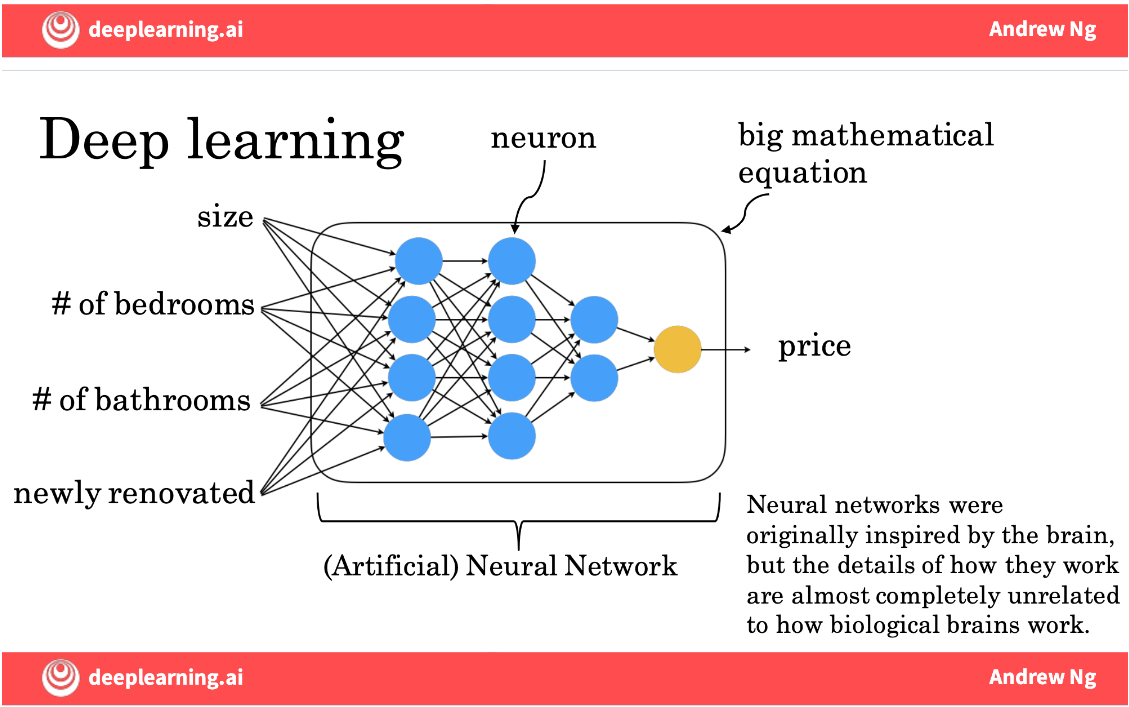 deeplearning.ai
Andrew Ng
Deep learning
neuron
big mathematical
equation
size
# of bedrooms
# of bathrooms
newly renovated
price
(Artificial) Neural Network
Neural networks were
originally inspired by the brain,
but the details of how they work
are almost completely unrelated
to how biological brains work.
deeplearning.ai
Andrew Ng